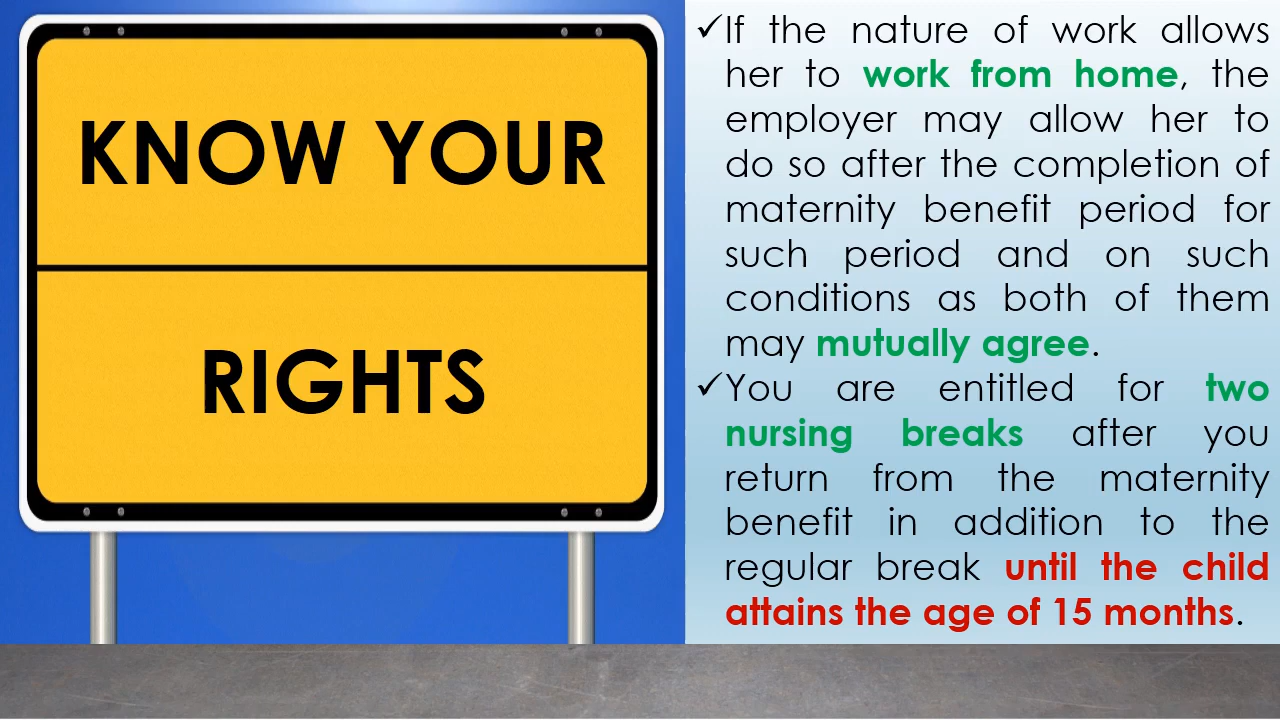 KNOW YOUR
RIGHTS
✓If the nature of work allows
her to work from home, the
employer may allow her to
do so after the completion of
maternity benefit period for
such period and on such
conditions as both of them
may mutually agree.
✓You are entitled for two
nursing breaks after you
return from the maternity
benefit in addition to the
regular break until the child
attains the age of 15 months.